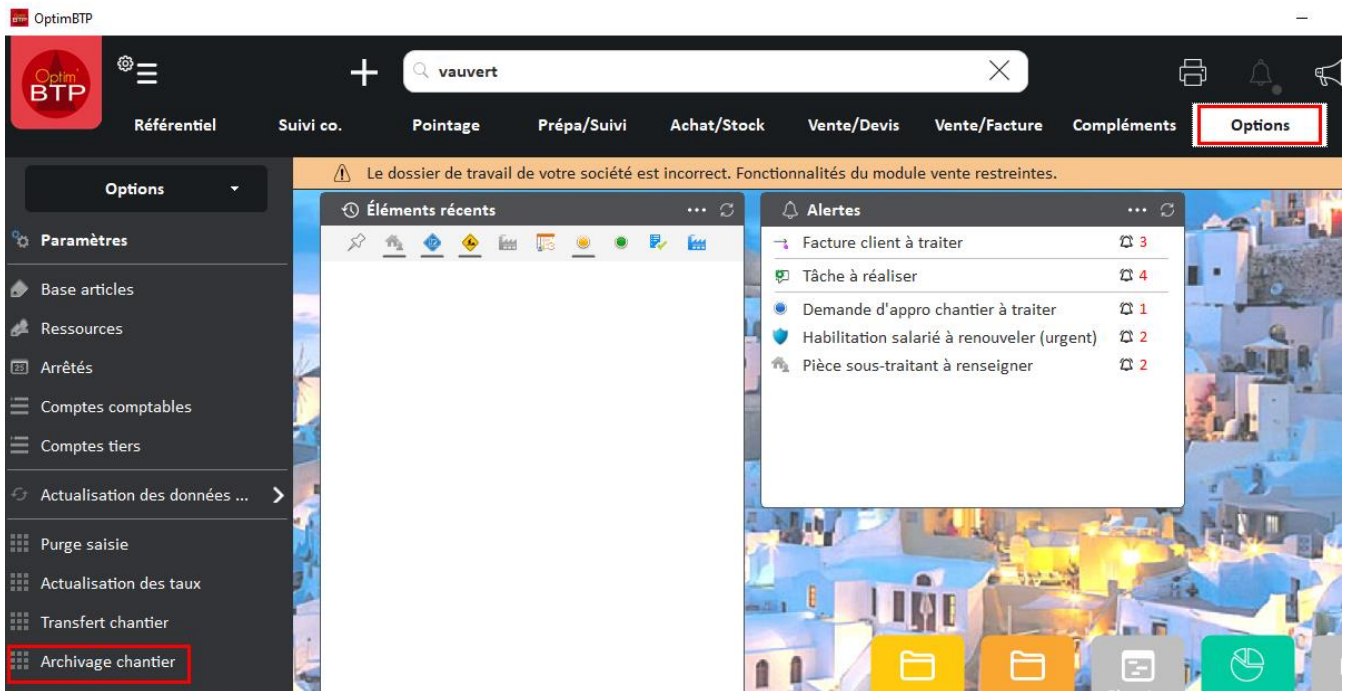 OptimBTP
Optim'
BTP
vauvert
Référentiel Suivi co. Pointage Prépa/Suivi Achat/Stock Vente/Devis Vente/Facture Compléments Options
Options
Le dossier de travail de votre société est incorrect. Fonctionnalités du module vente restreintes.
Paramètres
Base articles
Ressources
Arrêtés
Comptes comptables
Comptes tiers
Actualisation des données ...
Purge saisie
Actualisation des taux
Transfert chantier
Archivage chantier
Éléments récents
Alertes
Facture client à traiter 3
Tâche à réaliser 4
Demande d'appro chantier à traiter 1
Habilitation salarié à renouveler (urgent) 2
Pièce sous-traitant à renseigner 2